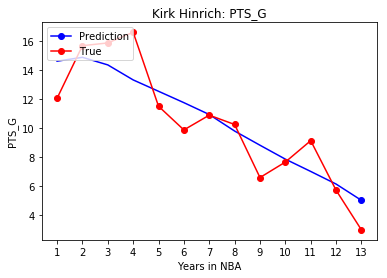 Kirk Hinrich: PTS_G
Prediction
True
16
14
12
10
8
6
4
PTS_G
1 2 3 4 5 6 7 8 9 10 11 12 13
Years in NBA